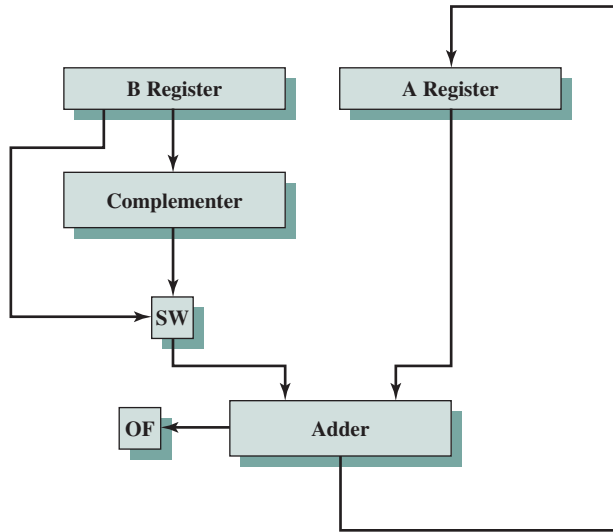 B Register
A Register
Complementer
SW
OF
Adder